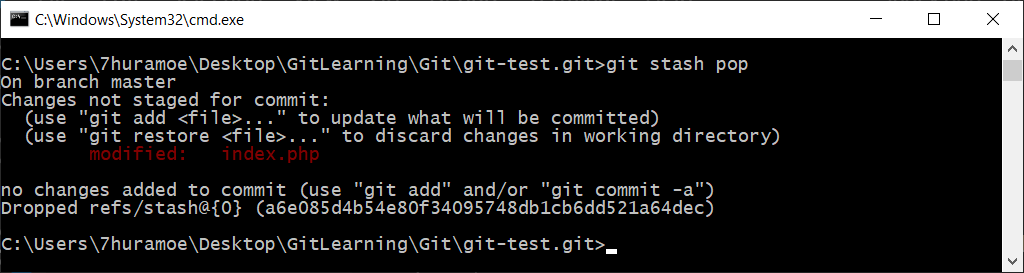 C:\Windows\System32\cmd.exe
C:\Users\7huramoe\Desktop\GitLearning\Git\git-test.git>git stash pop
On branch master
Changes not staged for commit:
  (use "git add <file>..." to update what will be committed)
  (use "git restore <file>..." to discard changes in working directory)
        modified:   index.php
no changes added to commit (use "git add" and/or "git commit -a")
Dropped refs/stash@{0} (a6e085d4b54e80f34095748db1cb6dd521a64dec)
C:\Users\7huramoe\Desktop\GitLearning\Git\git-test.git>